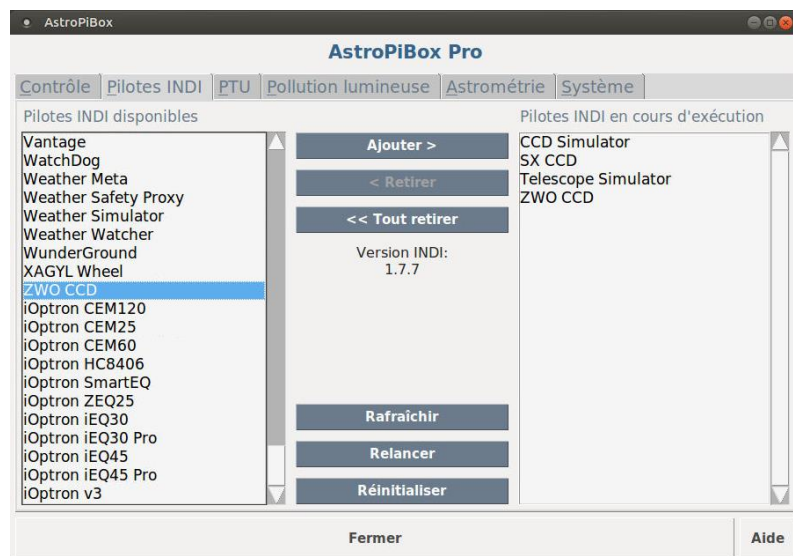 AstroPiBox
AstroPiBox Pro
Contrôle Pilotes INDI PTU Pollution lumineuse Astrométrie Système
Pilotes INDI disponibles
Vantage
WatchDog
Weather Meta
Weather Safety Proxy
Weather Simulator
Weather Watcher
WunderGround
XAGYL Wheel
ZWO CCD
iOptron CEM120
iOptron CEM25
iOptron CEM60
iOptron HC8406
iOptron SmartEQ
iOptron ZEQ25
iOptron iEQ30
iOptron iEQ30 Pro
iOptron iEQ45
iOptron iEQ45 Pro
iOptron v3
Ajouter >
< Retirer
<< Tout retirer
Version INDI:
1.7.7
Rafraîchir
Relancer
Réinitialiser
Pilotes INDI en cours d'exécution
CCD Simulator
SX CCD
Telescope Simulator
ZWO CCD
Fermer
Aide